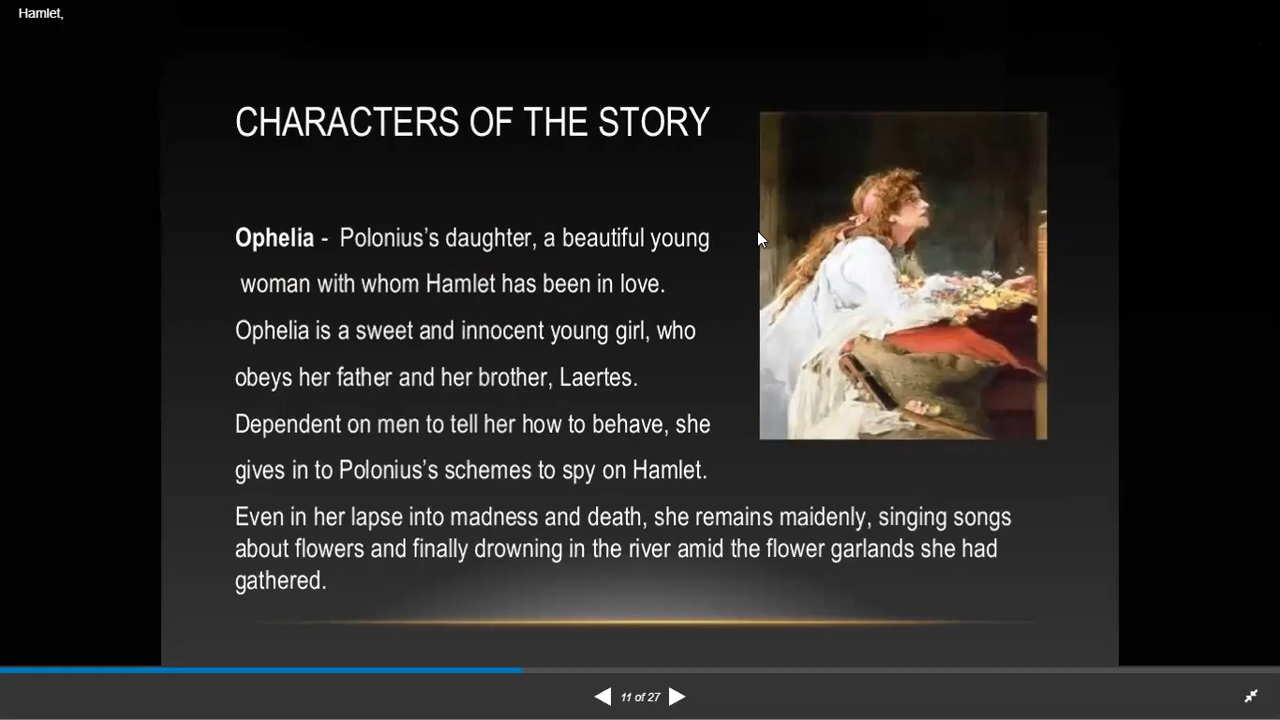 Hamlet,
CHARACTERS OF THE STORY
Ophelia - Polonius’s daughter, a beautiful young
woman with whom Hamlet has been in love.
Ophelia is a sweet and innocent young girl, who
obeys her father and her brother, Laertes.
Dependent on men to tell her how to behave, she
gives in to Polonius’s schemes to spy on Hamlet.
Even in her lapse into madness and death, she remains maidenly, singing songs
about flowers and finally drowning in the river amid the flower garlands she had
gathered.
11 of 27